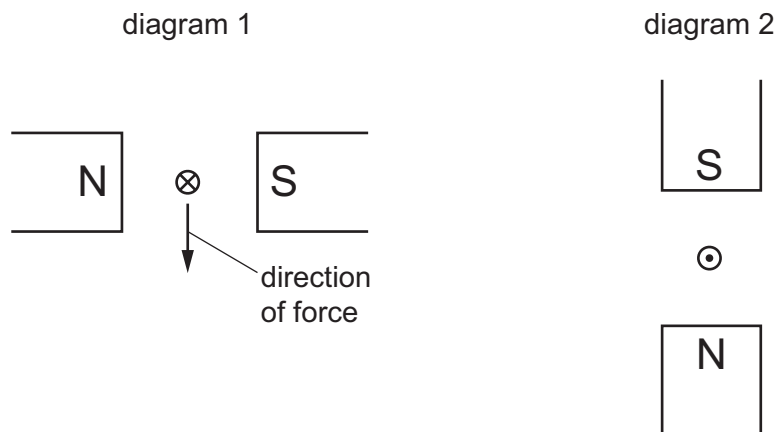 diagram 1
diagram 2
N
S
direction
of force
S
N